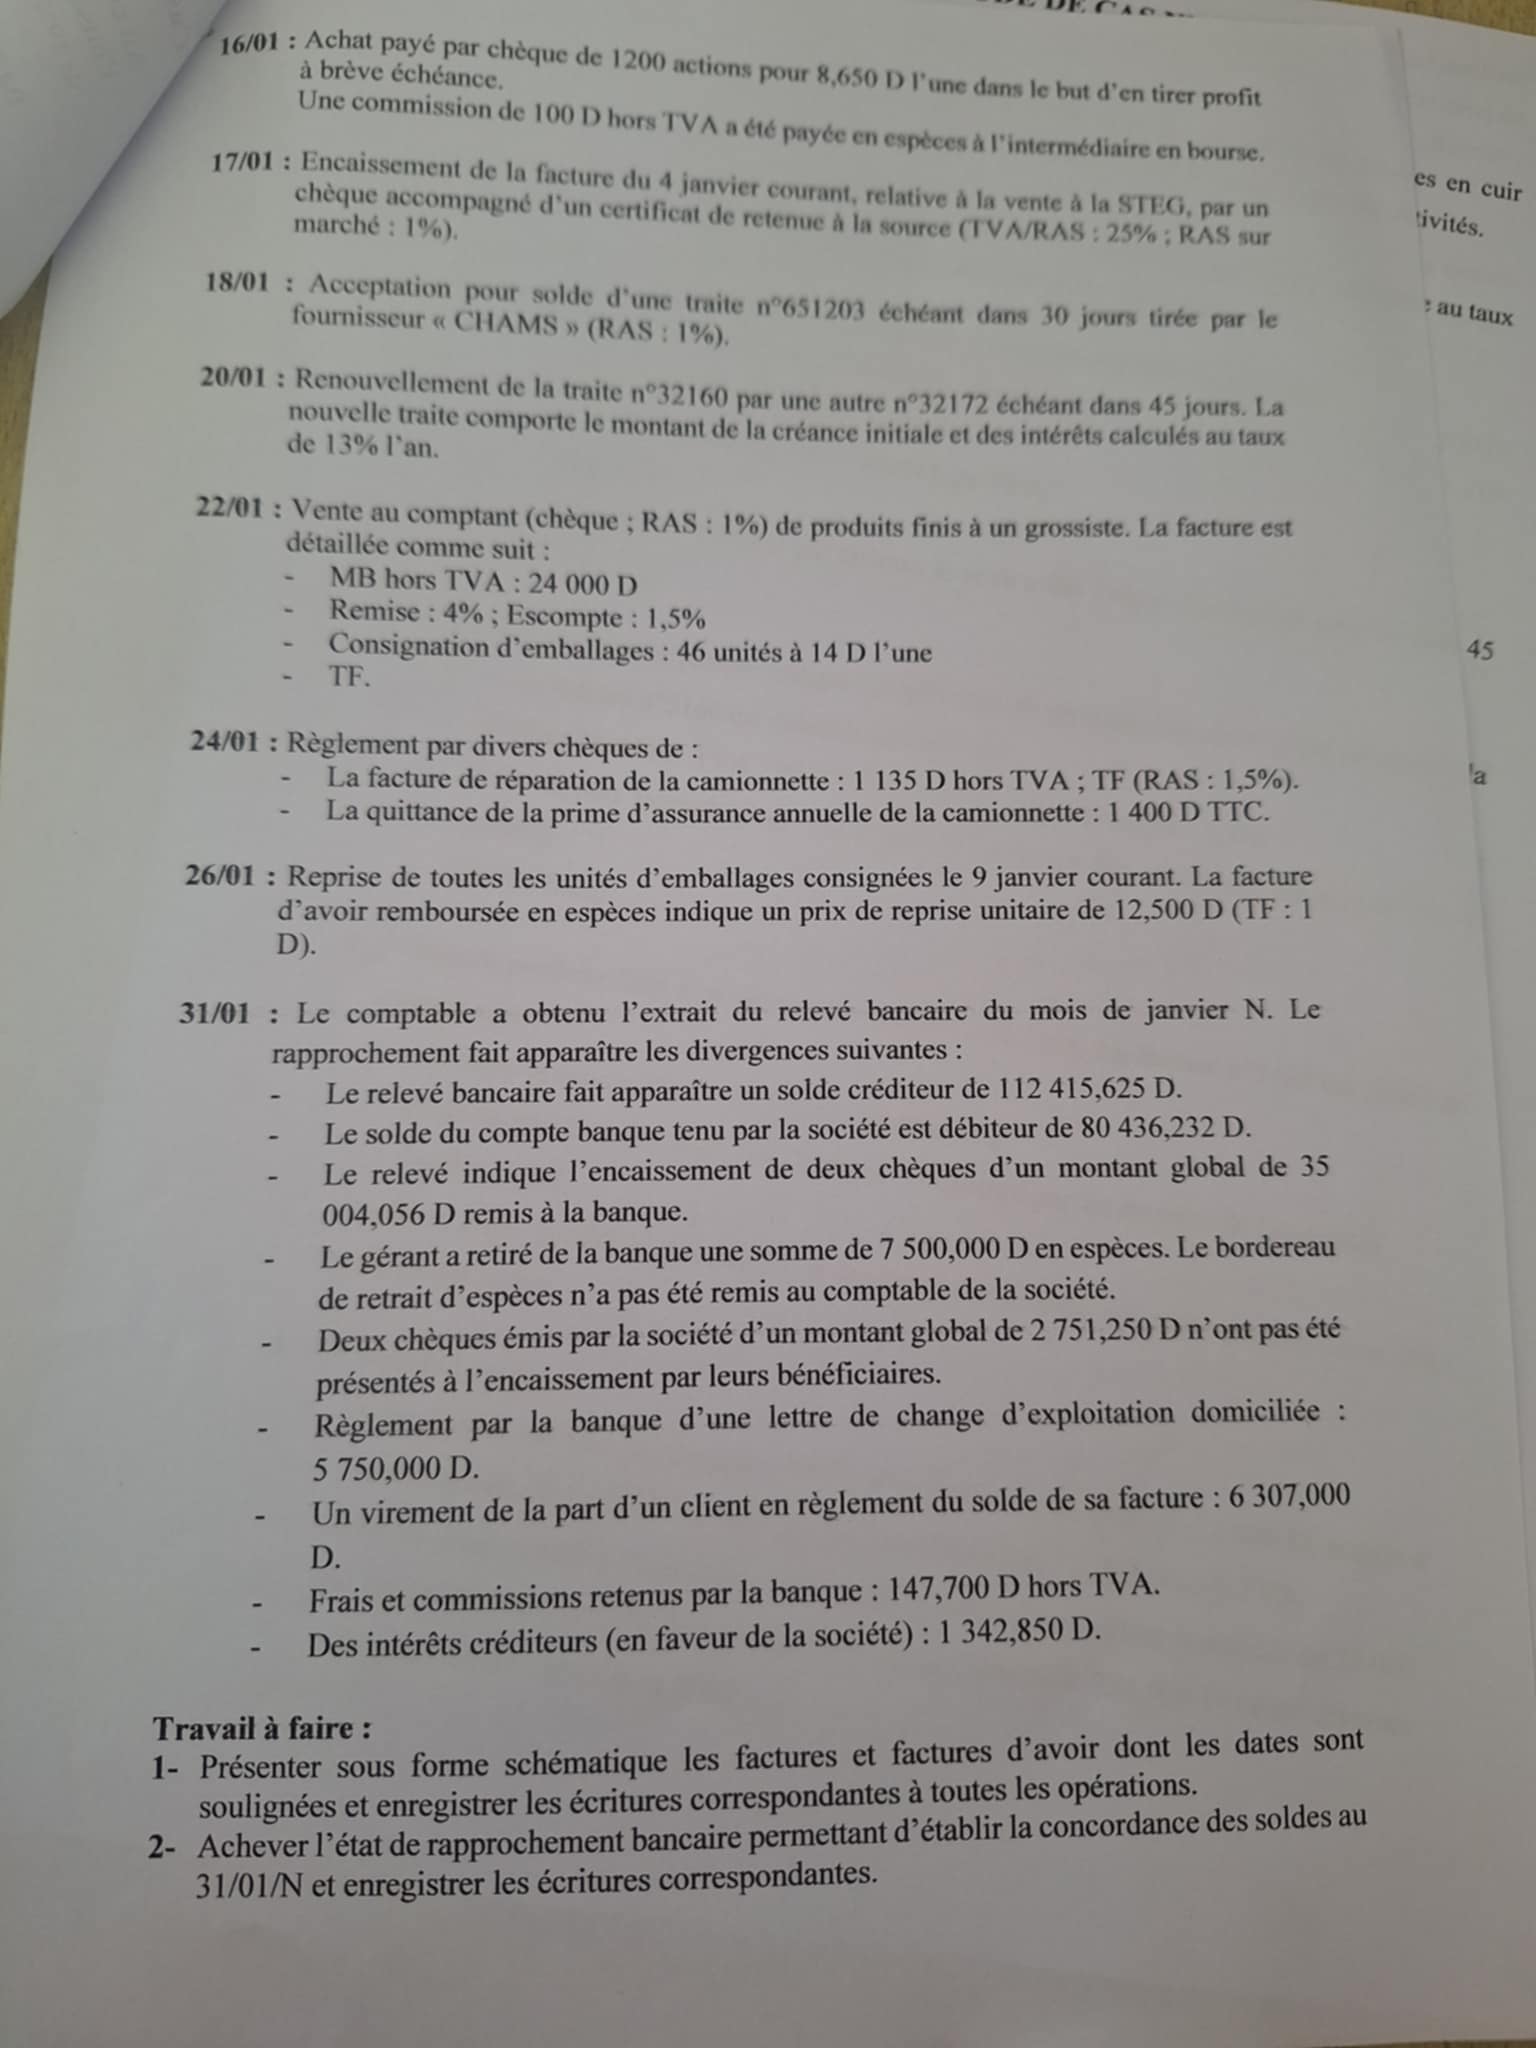 16/01 : Achat payé par chèque de 1200 actions pour 8,650 D l'une dans le but d'en tirer profit
à brève échéance.
Une commission de 100 D hors TVA a été payée en espèces à l'intermédiaire en bourse.
17/01 : Encaissement de la facture du 4 janvier courant, relative à la vente à la STEG, par un
chèque accompagné d'un certificat de retenue à la source (TVA/RAS : 25% ; RAS sur
marché : 1%).
18/01 : Acceptation pour solde d'une traite n°651203 échéant dans 30 jours tirée par le
fournisseur « CHAMS » (RAS : 1%).
20/01 : Renouvellement de la traite n°32160 par une autre n°32172 échéant dans 45 jours. La
nouvelle traite comporte le montant de la créance initiale et des intérêts calculés au taux
de 13% l'an.
22/01 : Vente au comptant (chèque ; RAS : 1%) de produits finis à un grossiste. La facture est
détaillée comme suit :
- MB hors TVA : 24 000 D
- Remise : 4% ; Escompte : 1,5%
- Consignation d'emballages : 46 unités à 14 D l'une
- TF.
24/01 : Règlement par divers chèques de :
- La facture de réparation de la camionnette : 1 135 D hors TVA ; TF (RAS : 1,5%).
- La quittance de la prime d'assurance annuelle de la camionnette : 1 400 D TTC.
26/01 : Reprise de toutes les unités d'emballages consignées le 9 janvier courant. La facture
d'avoir remboursée en espèces indique un prix de reprise unitaire de 12,500 D (TF : 1
D).
31/01 : Le comptable a obtenu l'extrait du relevé bancaire du mois de janvier N. Le
rapprochement fait apparaître les divergences suivantes :
- Le relevé bancaire fait apparaître un solde créditeur de 112 415,625 D.
- Le solde du compte banque tenu par la société est débiteur de 80 436,232 D.
- Le relevé indique l'encaissement de deux chèques d'un montant global de 35
004,056 D remis à la banque.
- Le gérant a retiré de la banque une somme de 7 500,000 D en espèces. Le bordereau
de retrait d'espèces n'a pas été remis au comptable de la société.
- Deux chèques émis par la société d'un montant global de 2 751,250 D n'ont pas été
présentés à l'encaissement par leurs bénéficiaires.
- Règlement par la banque d'une lettre de change d'exploitation domiciliée :
5 750,000 D.
- Un virement de la part d'un client en règlement du solde de sa facture : 6 307,000
D.
- Frais et commissions retenus par la banque : 147,700 D hors TVA.
- Des intérêts créditeurs (en faveur de la société) : 1 342,850 D.
Travail à faire :
1- Présenter sous forme schématique les factures et factures d'avoir dont les dates sont
soulignées et enregistrer les écritures correspondantes à toutes les opérations.
2- Achever l'état de rapprochement bancaire permettant d'établir la concordance des soldes au
31/01/N et enregistrer les écritures correspondantes.
es en cuir
au taux
45